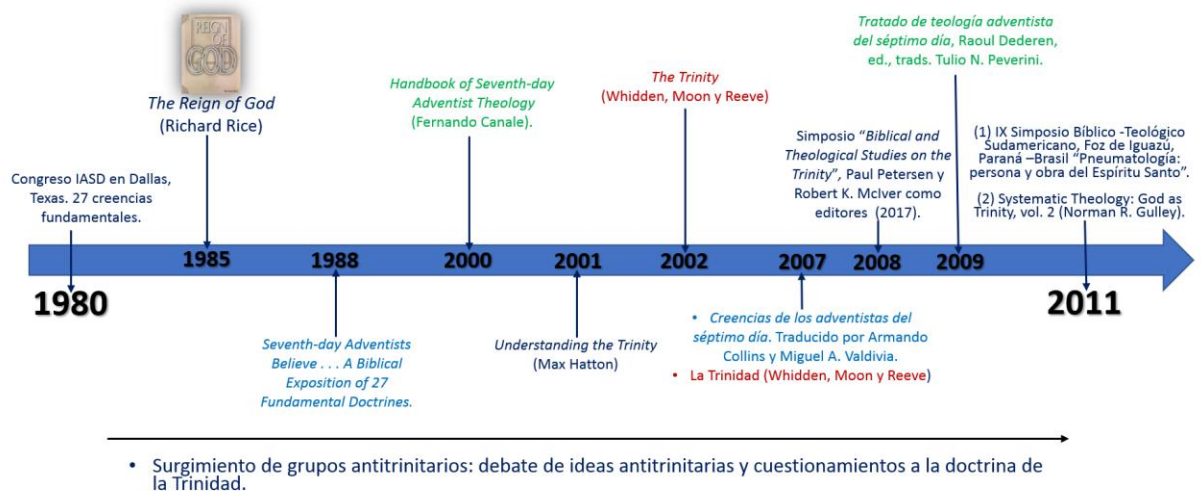 REIGN
OF
GOD
The Reign of God
(Richard Rice)
Congreso IASD en Dallas,
Texas. 27 creencias
fundamentales.
Handbook of Seventh-day
Adventist Theology
(Fernando Canale).
The Trinity
(Whidden, Moon y Reeve)
Simposio “Biblical and
Theological Studies on the
Trinity”, Paul Petersen y
Robert K. McIver como
editores (2017).
Tratado de teología adventista
del séptimo día, Raoul Dederen,
ed., trads. Tulio N. Peverini.
(1) IX Simposio Bíblico -Teológico
Sudamericano, Foz de Iguazú,
Paraná –Brasil “Pneumatología:
persona y obra del Espíritu Santo”.
(2) Systematic Theology: God as
Trinity, vol. 2 (Norman R. Gulley).
1985 1988 2000 2001 2002 2007 2008 2009
1980 2011
Seventh-day Adventists
Believe . . . A Biblical
Exposition of 27
Fundamental Doctrines.
Understanding the Trinity
(Max Hatton)
• Creencias de los adventistas del
séptimo día. Traducido por Armando
Collins y Miguel A. Valdivia.
• La Trinidad (Whidden, Moon y Reeve)
• Surgimiento de grupos antitrinitarios: debate de ideas antitrinitarias y cuestionamientos a la doctrina de
la Trinidad.